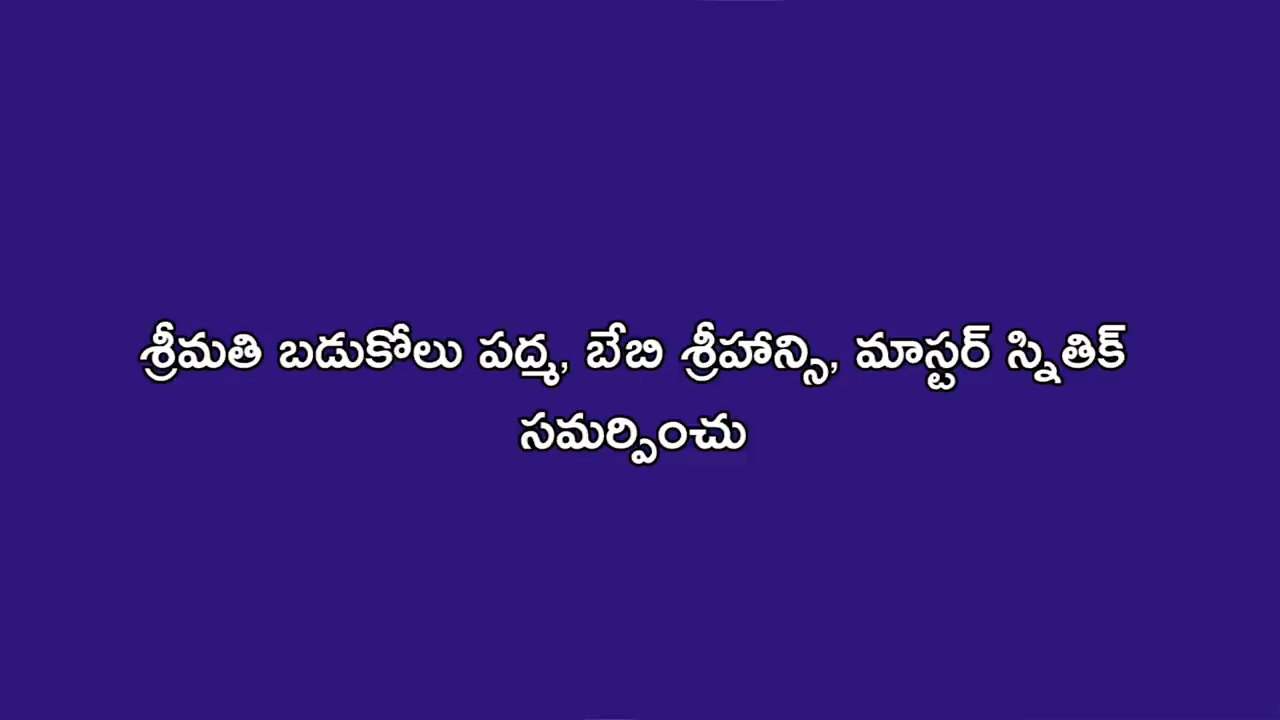 శ్రీమతి బడుకోలు పద్మ, బేబి శ్రీహాన్సి, మాస్టర్ స్నితిక్
సమర్పించు